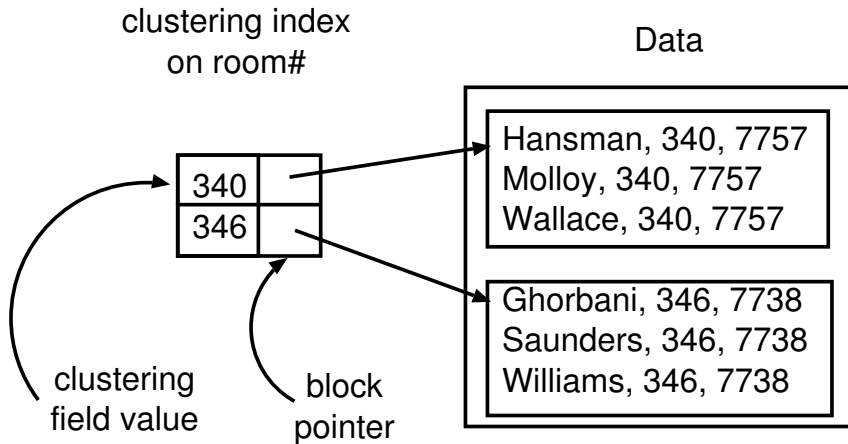 clustering index
on room#
Data
340
346
Hansman, 340, 7757
Molloy, 340, 7757
Wallace, 340, 7757
Ghorbani, 346, 7738
Saunders, 346, 7738
Williams, 346, 7738
clustering
field value
block
pointer